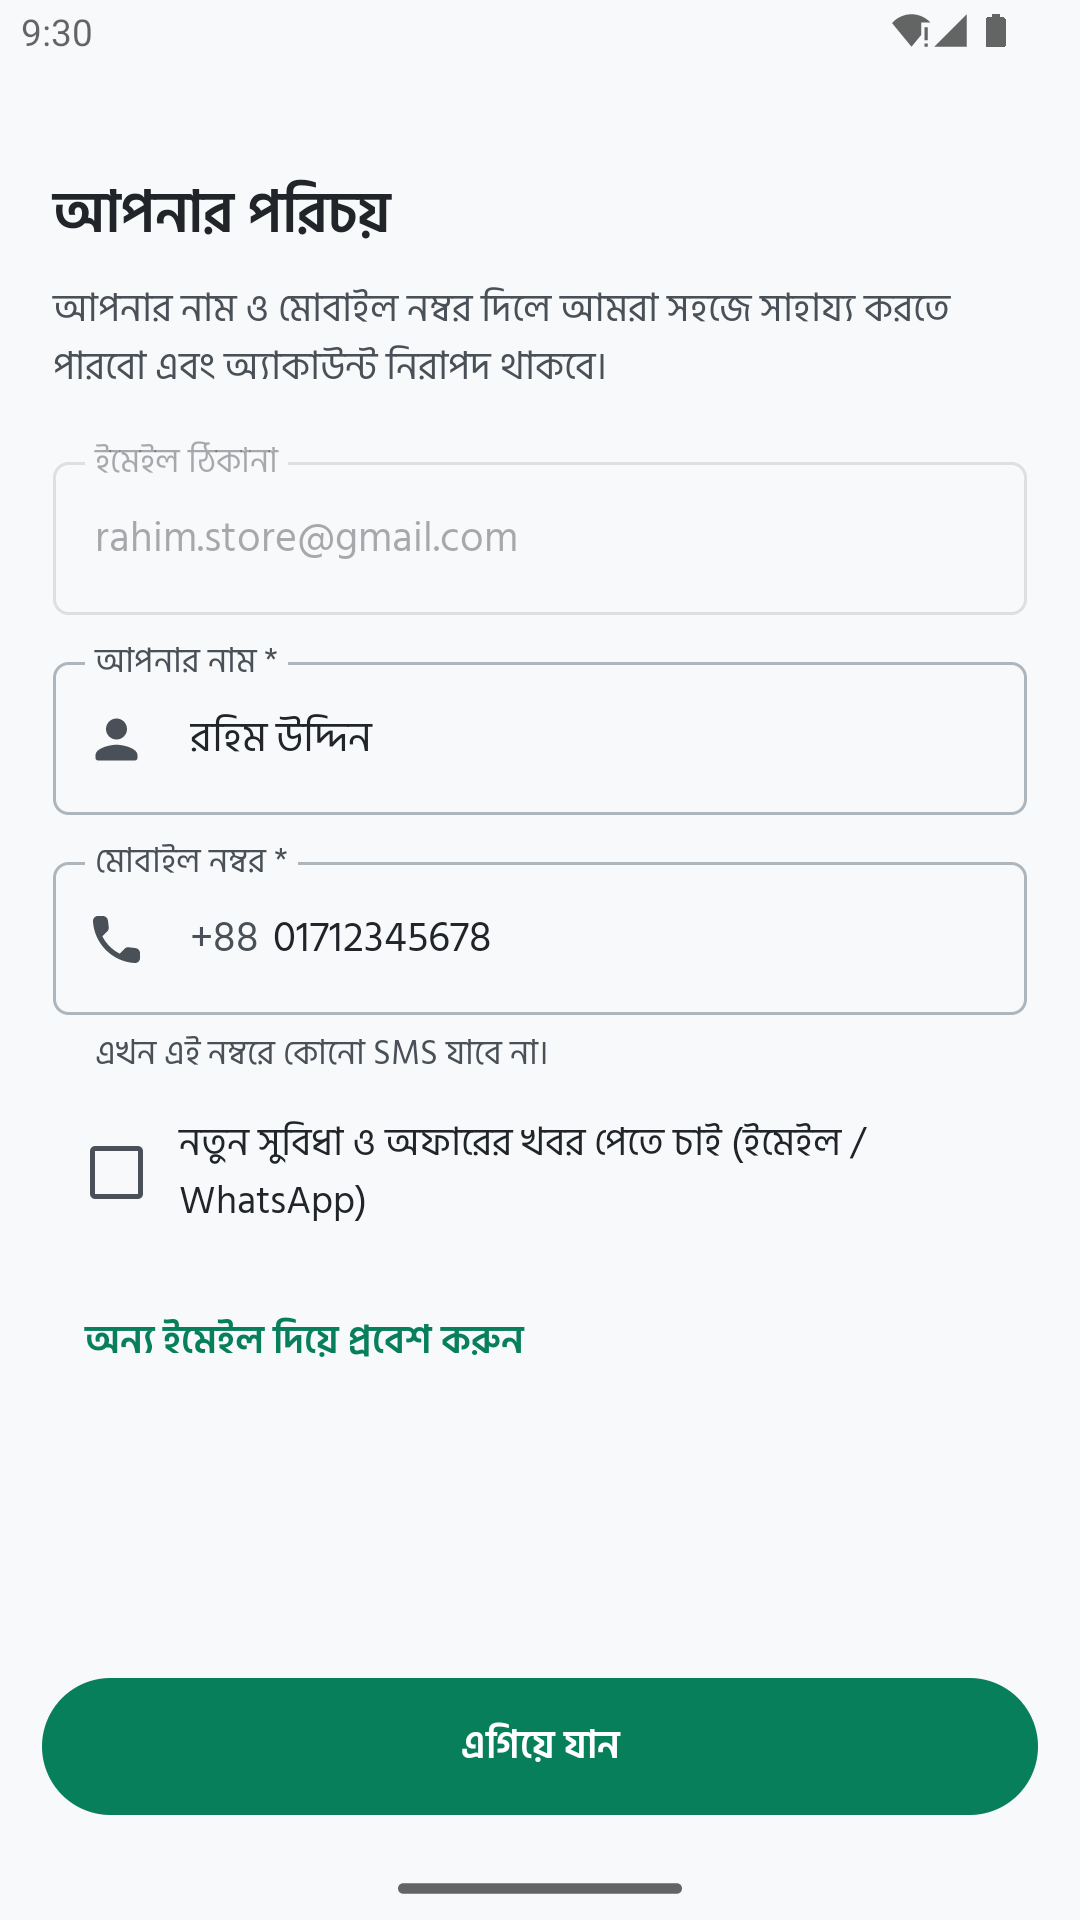 9:30
আপনার পরিচয়
আপনার নাম ও মোবাইল নম্বর দিলে আমরা সহজে সাহায্য করতে
পারবো এবং অ্যাকাউন্ট নিরাপদ থাকবে।
ইমেইল ঠিকানা
rahim.store@gmail.com
আপনার নাম *
রহিম উদ্দিন
মোবাইল নম্বর *
+88 01712345678
এখন এই নম্বরে কোনো SMS যাবে না।
নতুন সুবিধা ও অফারের খবর পেতে চাই (ইমেইল /
WhatsApp)
অন্য ইমেইল দিয়ে প্রবেশ করুন
এগিয়ে যান